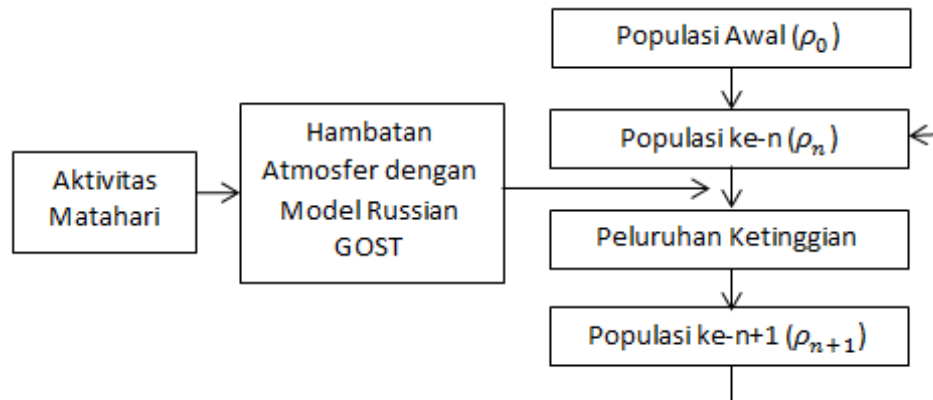 Populasi Awal (ρ₀)
Populasi ke-n (ρₙ)
Aktivitas
Matahari
Hambatan
Atmosfer dengan
Model Russian
GOST
Peluruhan Ketinggian
Populasi ke-n+1 (ρₙ₊₁)